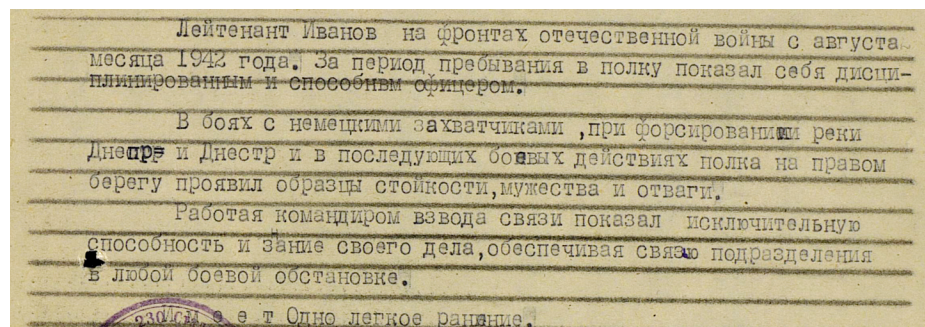 Лейтенант Иванов на фронтах отечественной войны с августа
месяца 1942 года. За период пребывания в полку показал себя дисци-
плинированным и способнвм офицером.
В боях с немецкими захватчиками ,при форсировании реки
Днепр и Днестр и в последующих боевых действиях полка на правом
берегу проявил образцы стойкости,мужества и отваги.
Работая командиром взвода связи показал исключительную
способность и знание своего дела,обеспечивая связью подразделения
в любой боевой обстановке.
И м е е т Одно легкое ранение.
230